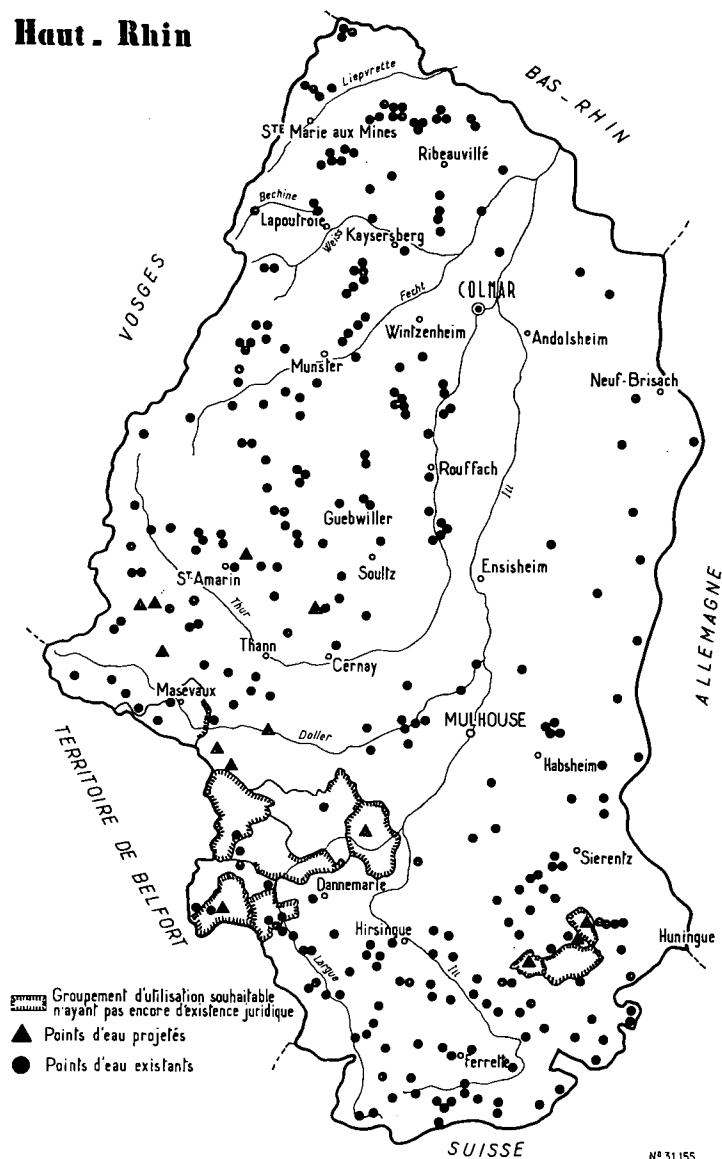 Haut - Rhin
BAS - RHIN
Liepvrette
STE Marie aux Mines
Ribeauvillé
Bechine
Lapoutroie
Weiss
Kaysersberg
VOSGES
Fecht
COLMAR
Wintzenheim
Andolsheim
Munster
Neuf-Brisach
Rouffach
Ill
Guebwiller
Soultz
Ensisheim
ST Amarin
Thur
ALLEMAGNE
Thann
Cernay
Masevaux
Doller
MULHOUSE
Habsheim
TERRITOIRE DE BELFORT
Sierentz
Dannemarie
Hirsingue
Huningue
Largue
Ill
Ferrette
Groupement d'utilisation souhaitable
n'ayant pas encore d'existence juridique
Points d'eau projetés
Points d'eau existants
SUISSE
Nº 31.155